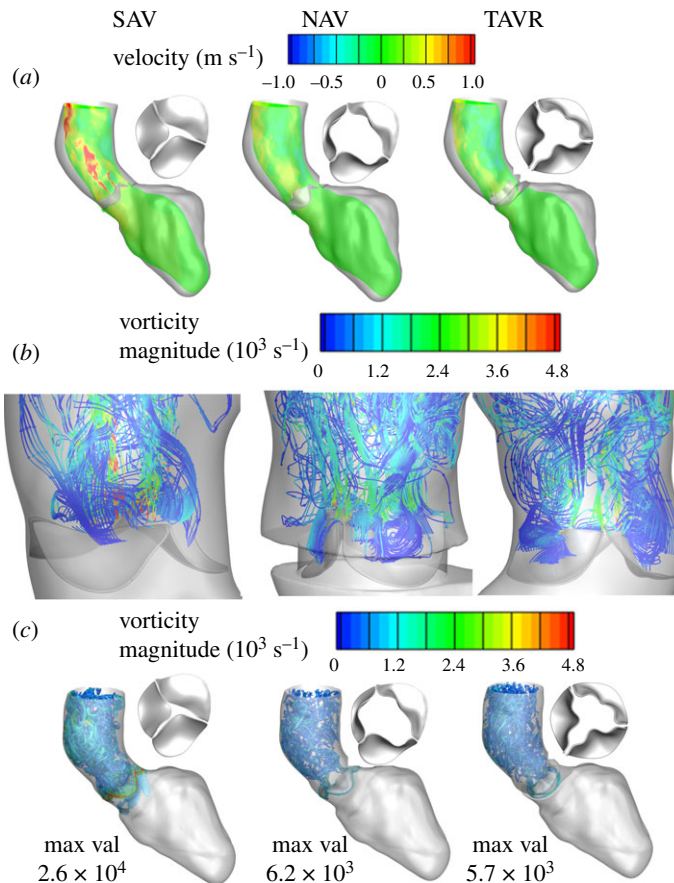 SAV NAV TAVR
velocity (m s–1)
(a)
–1.0 –0.5 0 0.5 1.0
vorticity
(b) magnitude (10³ s–1)
0 1.2 2.4 3.6 4.8
(c) vorticity
magnitude (10³ s–1)
0 1.2 2.4 3.6 4.8
max val max val max val
2.6 × 10⁴ 6.2 × 10³ 5.7 × 10³